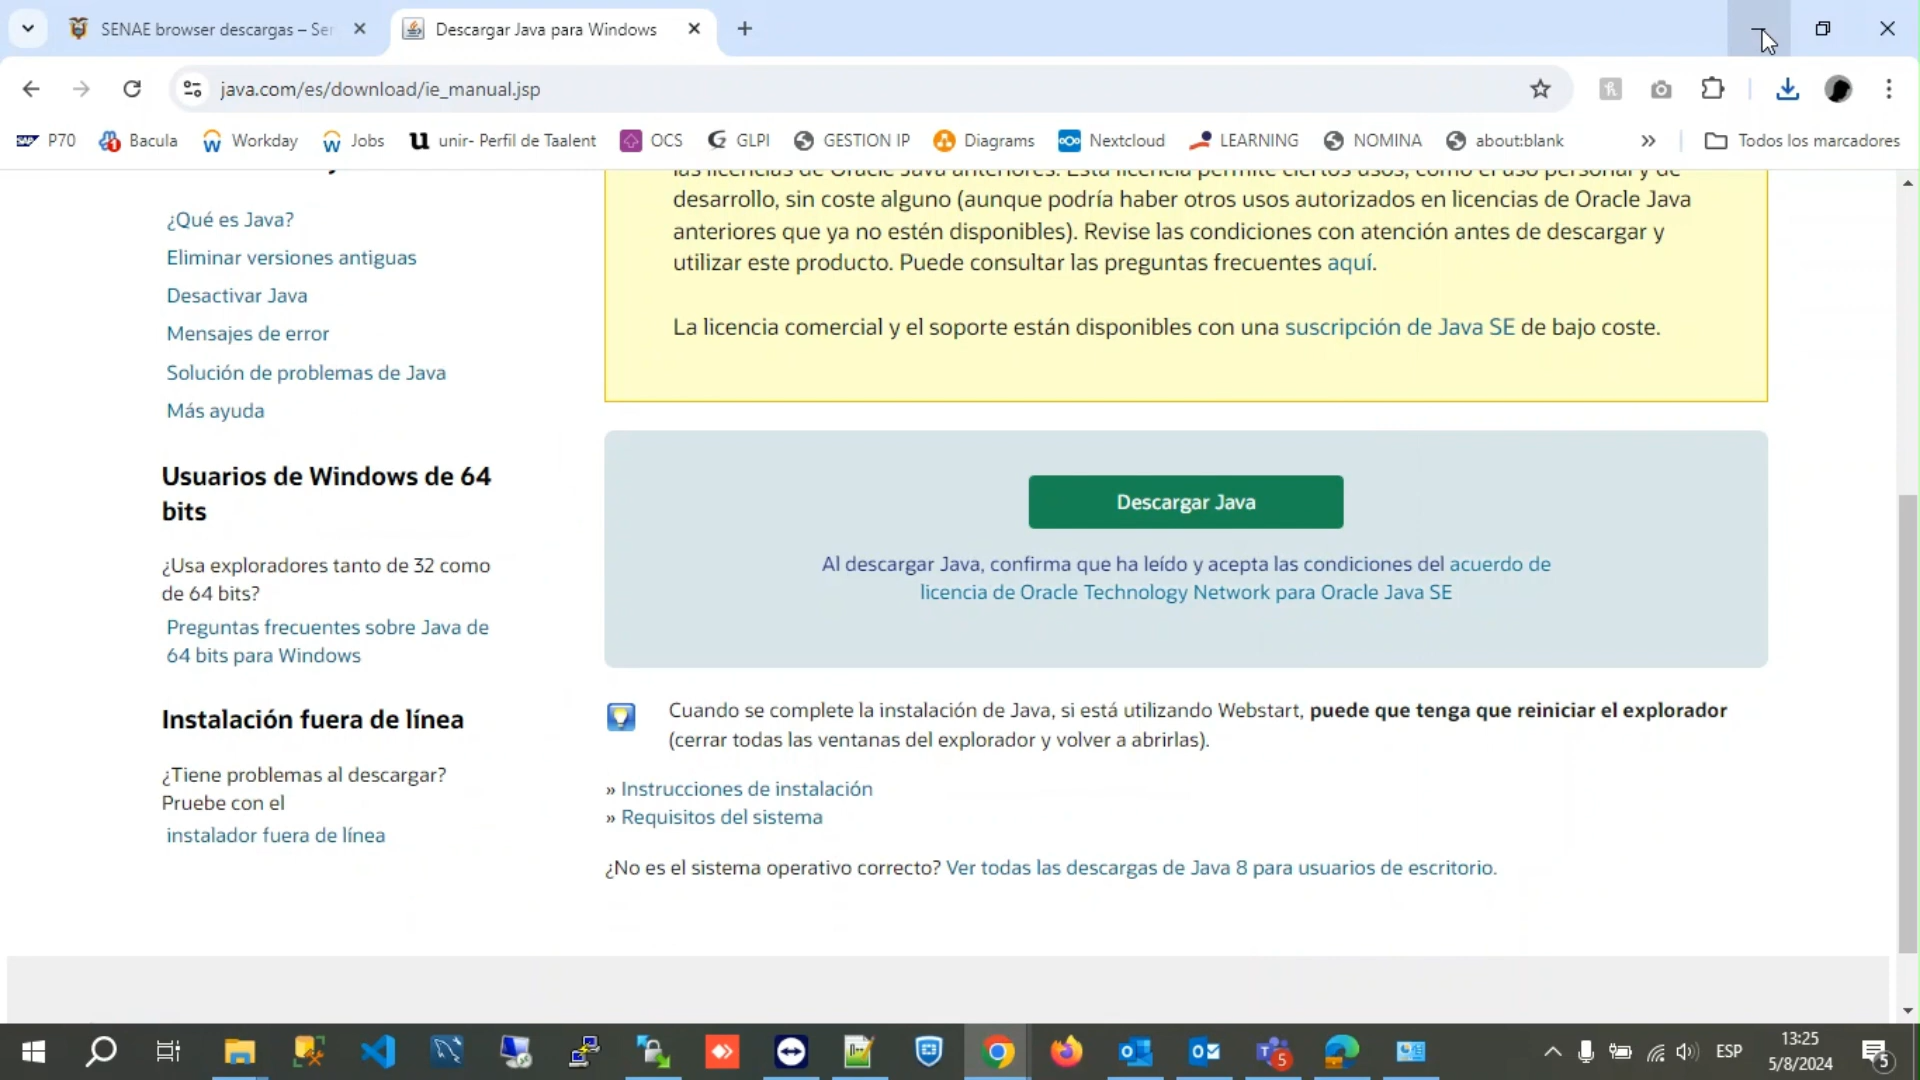 SENAE browser descargas – Ser
Descargar Java para Windows
java.com/es/download/ie_manual.jsp
P70
Bacula
Workday
Jobs
unir- Perfil de Taalent
OCS
GLPI
GESTION IP
Diagrams
Nextcloud
LEARNING
NOMINA
about:blank
»
Todos los marcadores
¿Qué es Java?
Eliminar versiones antiguas
Desactivar Java
Mensajes de error
Solución de problemas de Java
Más ayuda
Usuarios de Windows de 64
bits
¿Usa exploradores tanto de 32 como
de 64 bits?
Preguntas frecuentes sobre Java de
64 bits para Windows
Instalación fuera de línea
¿Tiene problemas al descargar?
Pruebe con el
instalador fuera de línea
las licencias de Oracle Java anteriores. Esta licencia permite ciertos usos, como el uso personal y de
desarrollo, sin coste alguno (aunque podría haber otros usos autorizados en licencias de Oracle Java
anteriores que ya no estén disponibles). Revise las condiciones con atención antes de descargar y
utilizar este producto. Puede consultar las preguntas frecuentes aquí.
La licencia comercial y el soporte están disponibles con una suscripción de Java SE de bajo coste.
Descargar Java
Al descargar Java, confirma que ha leído y acepta las condiciones del acuerdo de
licencia de Oracle Technology Network para Oracle Java SE
Cuando se complete la instalación de Java, si está utilizando Webstart, puede que tenga que reiniciar el explorador
(cerrar todas las ventanas del explorador y volver a abrirlas).
» Instrucciones de instalación
» Requisitos del sistema
¿No es el sistema operativo correcto? Ver todas las descargas de Java 8 para usuarios de escritorio.
ESP
13:25
5/8/2024
5